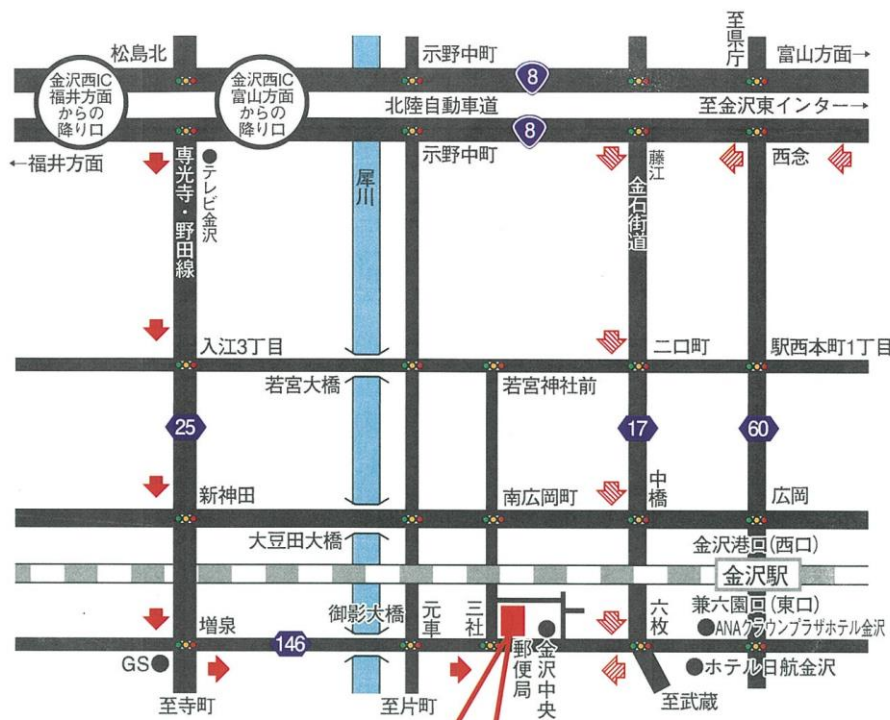 松島北
示野中町
至県庁
富山方面→
金沢西IC
福井方面
からの
降り口
金沢西IC
富山方面
からの
降り口
8
北陸自動車道
至金沢東インター→
8
←福井方面
専光寺・野田線
テレビ金沢
犀川
示野中町
藤江
金石街道
西念
入江3丁目
若宮大橋
若宮神社前
二口町
駅西本町1丁目
25
17
60
新神田
南広岡町
中橋
広岡
大豆田大橋
金沢港口(西口)
金沢駅
兼六園口(東口)
増泉
146
御影大橋
元車
三社
金沢中央
郵便局
六枚
ANAクラウンプラザホテル金沢
GS
ホテル日航金沢
至寺町
至片町
至武蔵